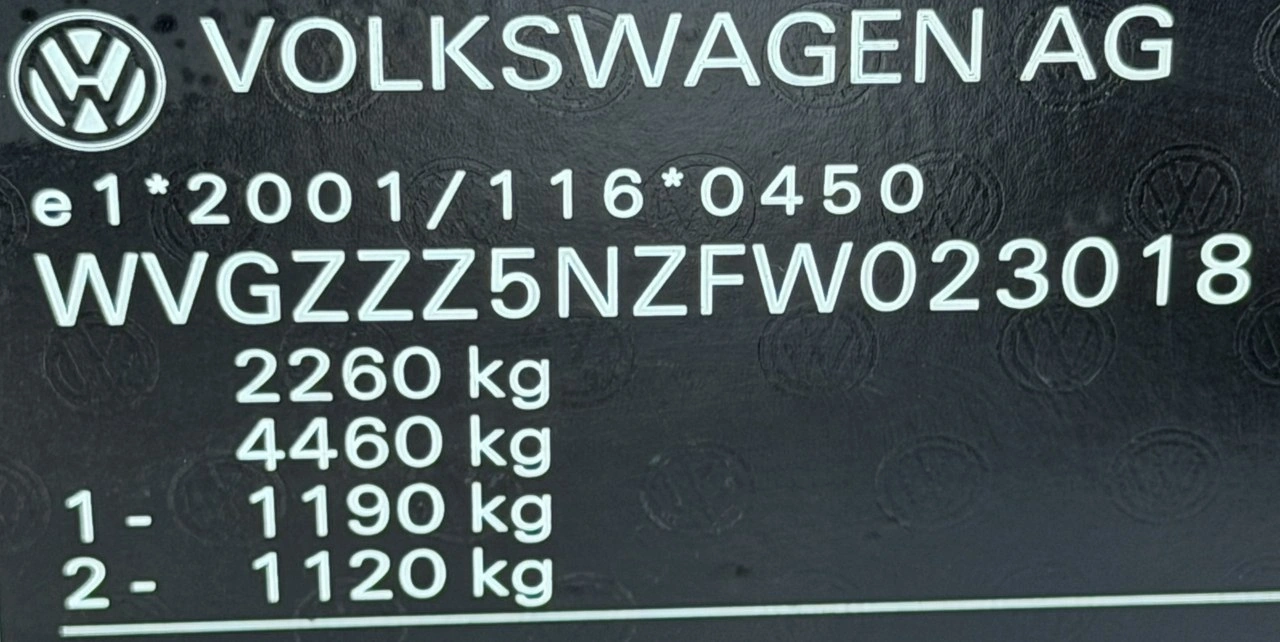 VOLKSWAGEN AG
e1*2001/116*0450
WVGZZZ5NZFW023018
2260 kg
4460 kg
1 - 1190 kg
2 - 1120 kg